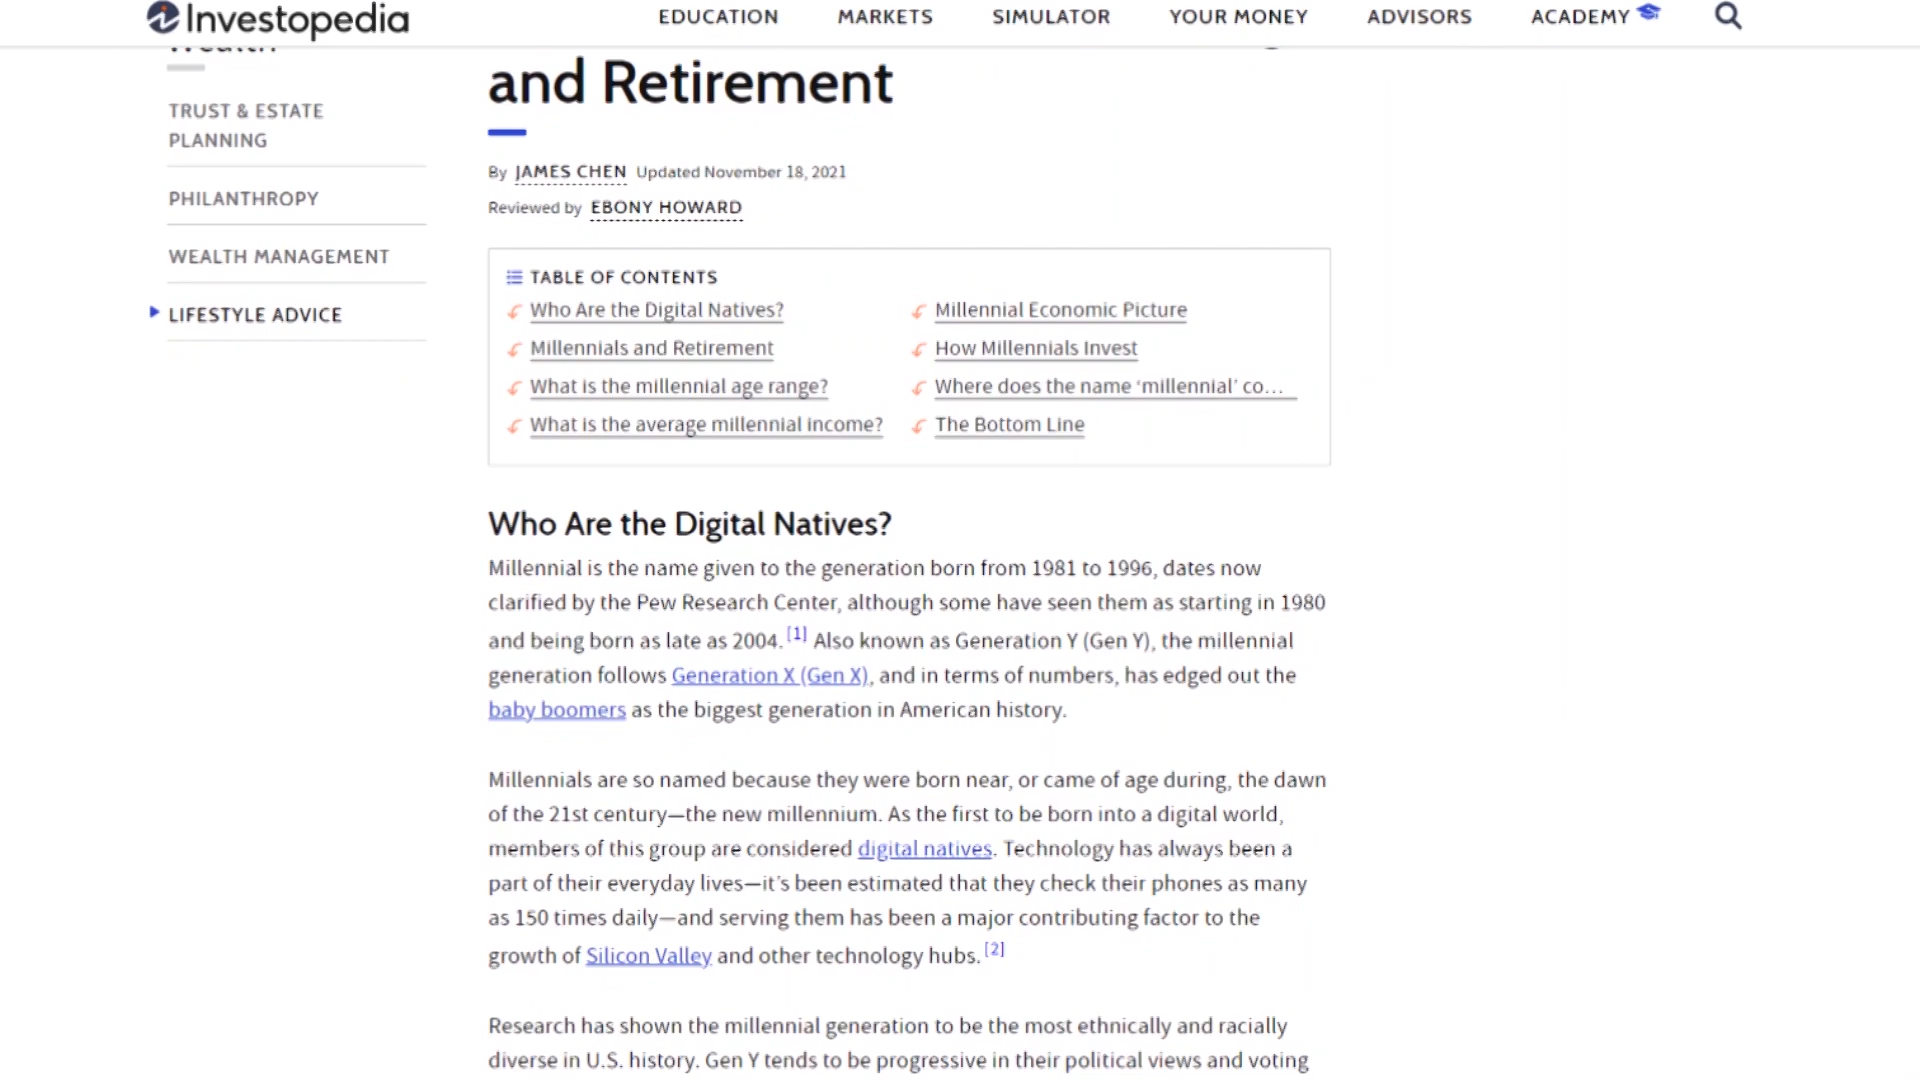 Investopedia
EDUCATION MARKETS SIMULATOR YOUR MONEY ADVISORS ACADEMY
Wealth
TRUST & ESTATE
PLANNING
PHILANTHROPY
WEALTH MANAGEMENT
LIFESTYLE ADVICE
and Retirement
By JAMES CHEN Updated November 18, 2021
Reviewed by EBONY HOWARD
TABLE OF CONTENTS
Who Are the Digital Natives? Millennial Economic Picture
Millennials and Retirement How Millennials Invest
What is the millennial age range? Where does the name ‘millennial’ co...
What is the average millennial income? The Bottom Line
Who Are the Digital Natives?
Millennial is the name given to the generation born from 1981 to 1996, dates now
clarified by the Pew Research Center, although some have seen them as starting in 1980
and being born as late as 2004. [1] Also known as Generation Y (Gen Y), the millennial
generation follows Generation X (Gen X), and in terms of numbers, has edged out the
baby boomers as the biggest generation in American history.
Millennials are so named because they were born near, or came of age during, the dawn
of the 21st century—the new millennium. As the first to be born into a digital world,
members of this group are considered digital natives. Technology has always been a
part of their everyday lives—it’s been estimated that they check their phones as many
as 150 times daily—and serving them has been a major contributing factor to the
growth of Silicon Valley and other technology hubs. [2]
Research has shown the millennial generation to be the most ethnically and racially
diverse in U.S. history. Gen Y tends to be progressive in their political views and voting